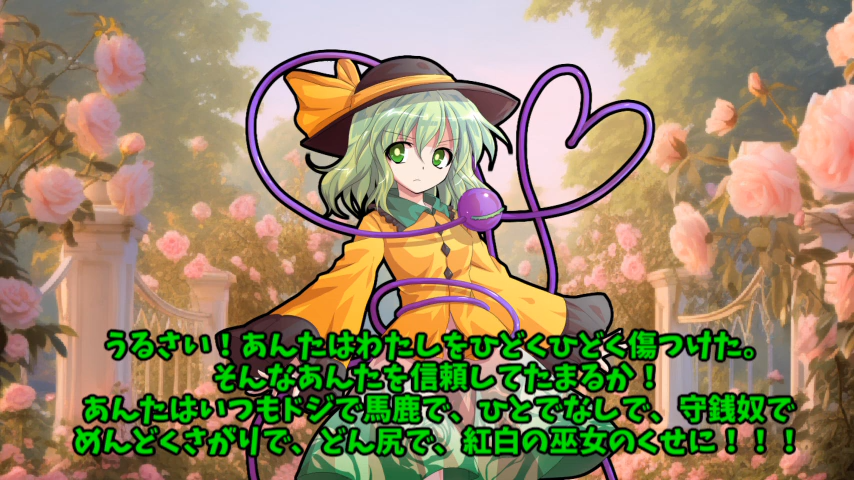 うるさい！あんたはわたしをひどくひどく傷つけた。
そんなあんたを信頼してたまるか！
あんたはいつもドジで馬鹿で、ひとでなしで、守銭奴で
めんどくさがりで、どん尻で、紅白の巫女のくせに！！！